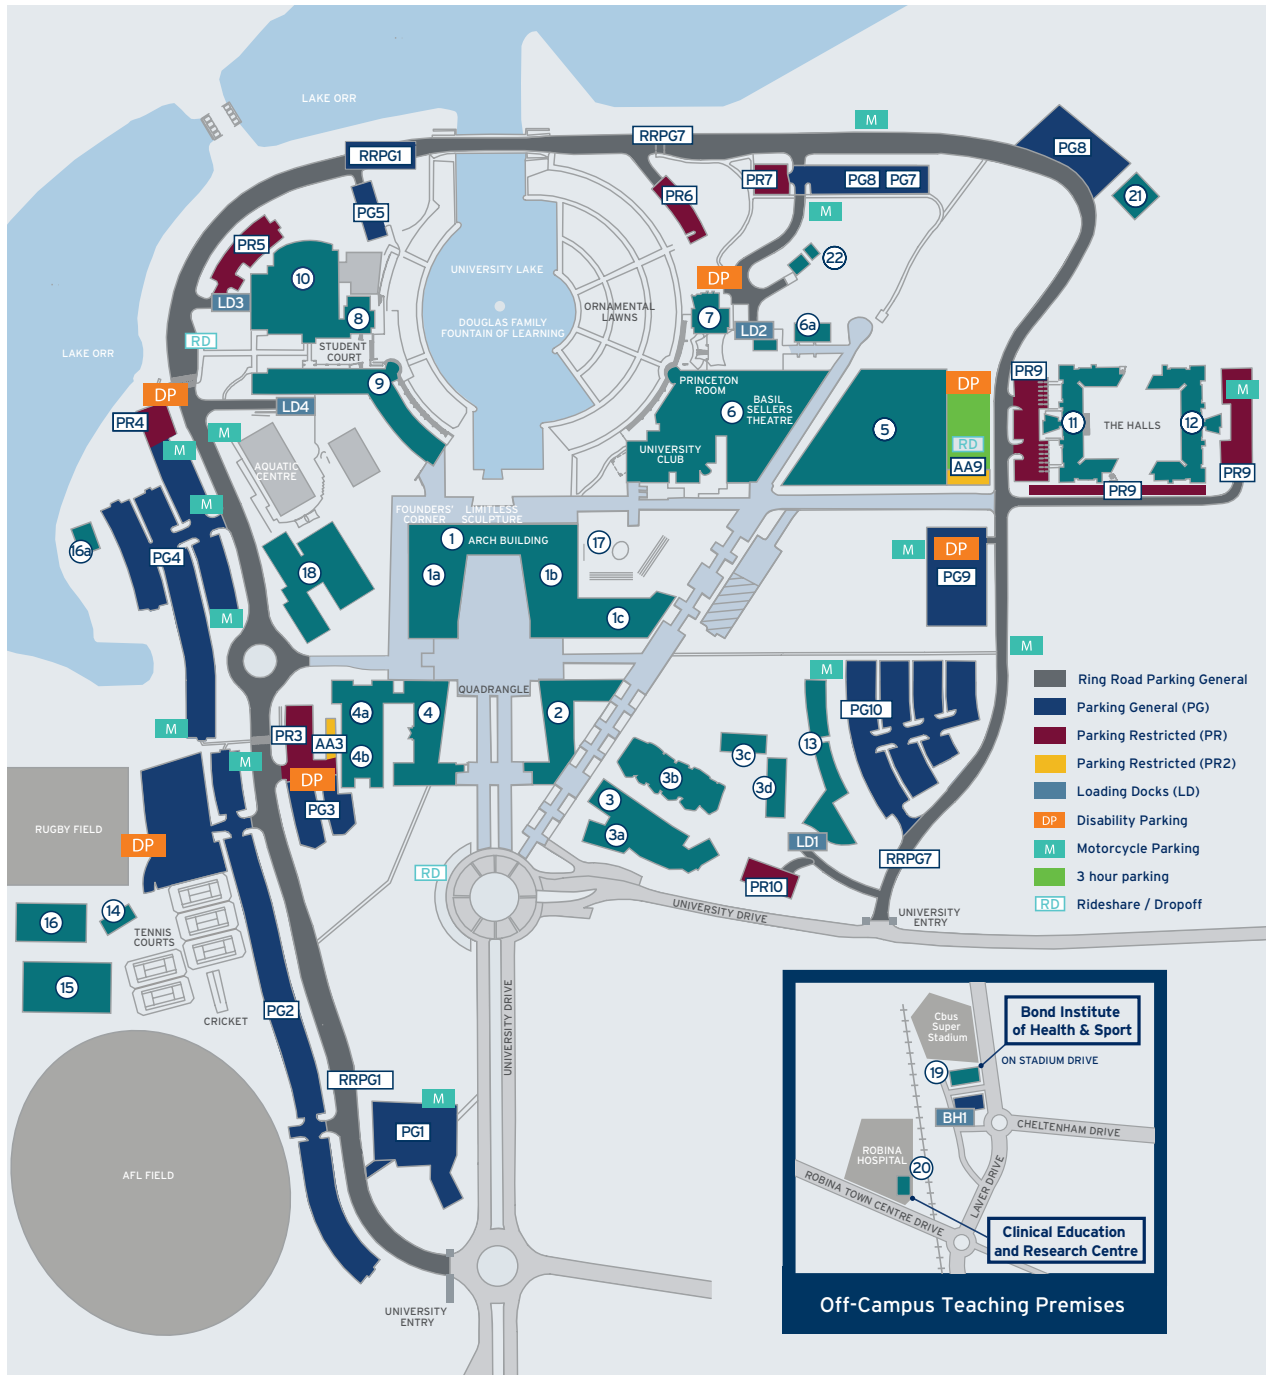 LAKE ORR
M
RRPG7
RRPG1
PG8
PR7
PG8
PG7
PR6
21
PG5
M
PR5
22
UNIVERSITY LAKE
DP
10
LD3
ORNAMENTAL
LAWNS
8
7
6a
DOUGLAS FAMILY
FOUNTAIN OF LEARNING
LD2
RD
STUDENT
COURT
LAKE ORR
PR9
9
PRINCETON
ROOM
DP
DP
M
LD4
BASIL
SELLERS
THEATRE
6
PR4
11
THE HALLS
12
5
M
M
RD
UNIVERSITY
CLUB
AA9
AQUATIC
CENTRE
PR9
PR9
M
FOUNDERS'
CORNER
LIMITLESS
SCULPTURE
1
ARCH BUILDING
17
16a
PG4
M
DP
18
1a
1b
PG9
M
1c
M
M
QUADRANGLE
Ring Road Parking General
4a
4
2
PG10
Parking General (PG)
M
PR3
AA3
13
Parking Restricted (PR)
4b
3c
M
Parking Restricted (PR2)
DP
3b
3d
Loading Docks (LD)
3
PG3
DP
Disability Parking
RUGBY FIELD
3a
DP
LD1
M
Motorcycle Parking
RRPG7
RD
3 hour parking
PR10
RD
Rideshare / Dropoff
14
16
UNIVERSITY DRIVE
UNIVERSITY
ENTRY
TENNIS
COURTS
15
PG2
CRICKET
UNIVERSITY DRIVE
Cbus
Super
Stadium
Bond Institute
of Health & Sport
ON STADIUM DRIVE
19
RRPG1
M
BH1
PG1
CHELTENHAM DRIVE
ROBINA
HOSPITAL
AFL FIELD
20
ROBINA TOWN CENTRE DRIVE
LAVER DRIVE
Clinical Education
and Research Centre
Off-Campus Teaching Premises
UNIVERSITY
ENTRY